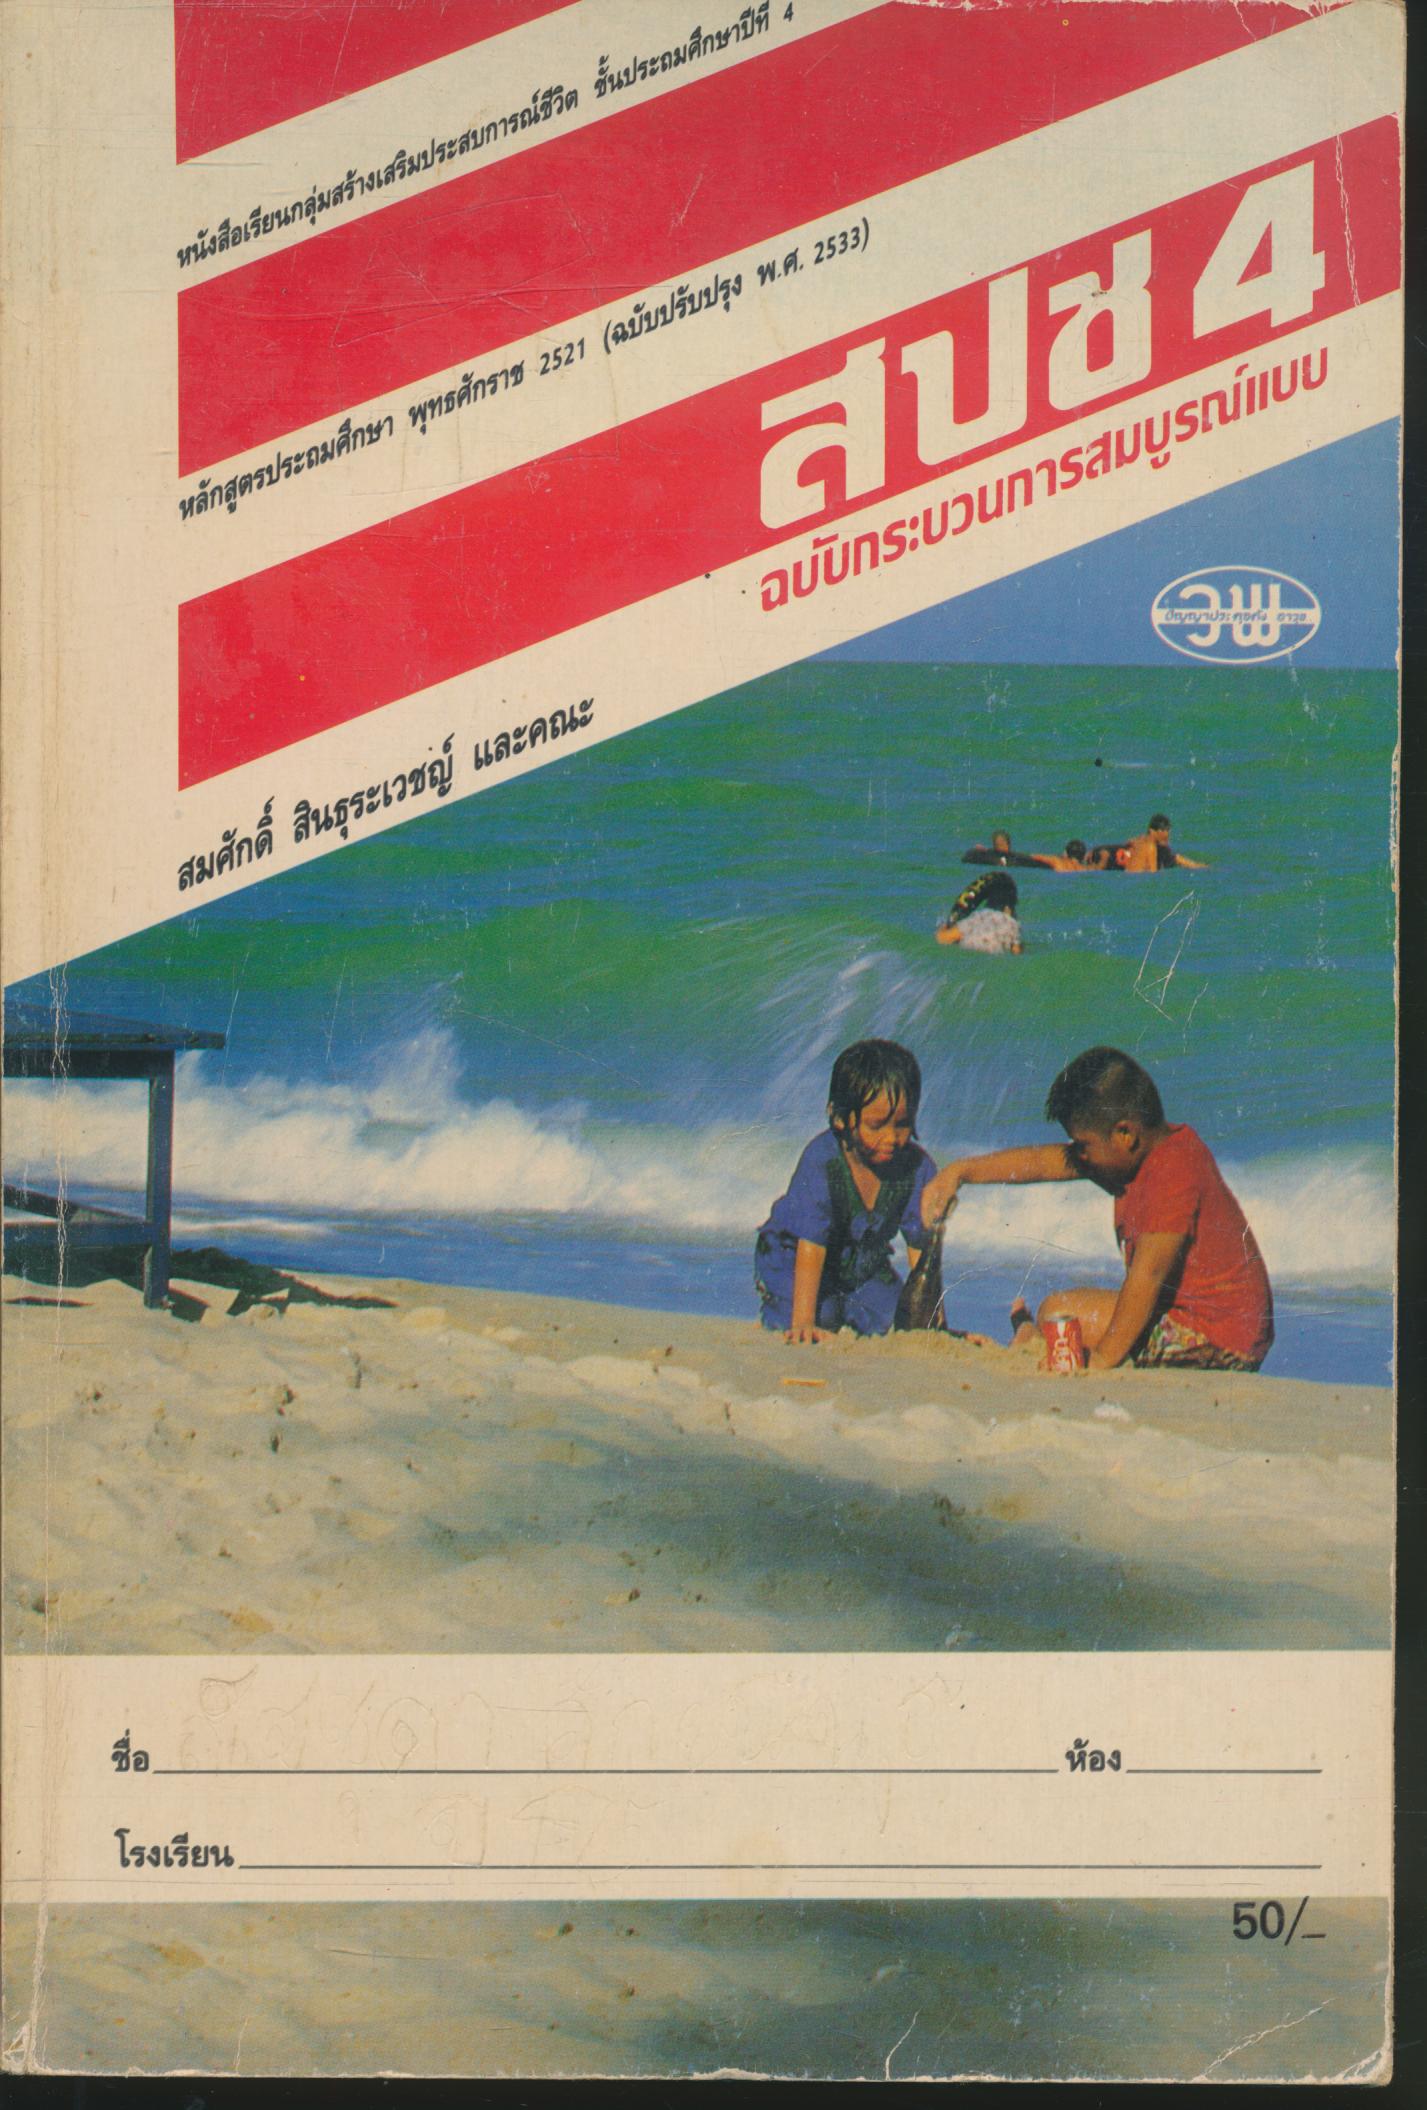 หนังสือเรียนกลุ่มสร้างเสริมประสบการณ์ชีวิต ชั้นประถมศึกษาปีที่ 4
หลักสูตรประถมศึกษา พุทธศักราช 2521 (ฉบับปรับปรุง พ.ศ. 2533)
สปช 4
ฉบับกระบวนการสมบูรณ์แบบ
วพ
สมศักดิ์ สินธุระเวชญ์ และคณะ
ชื่อ ห้อง
โรงเรียน
50/_